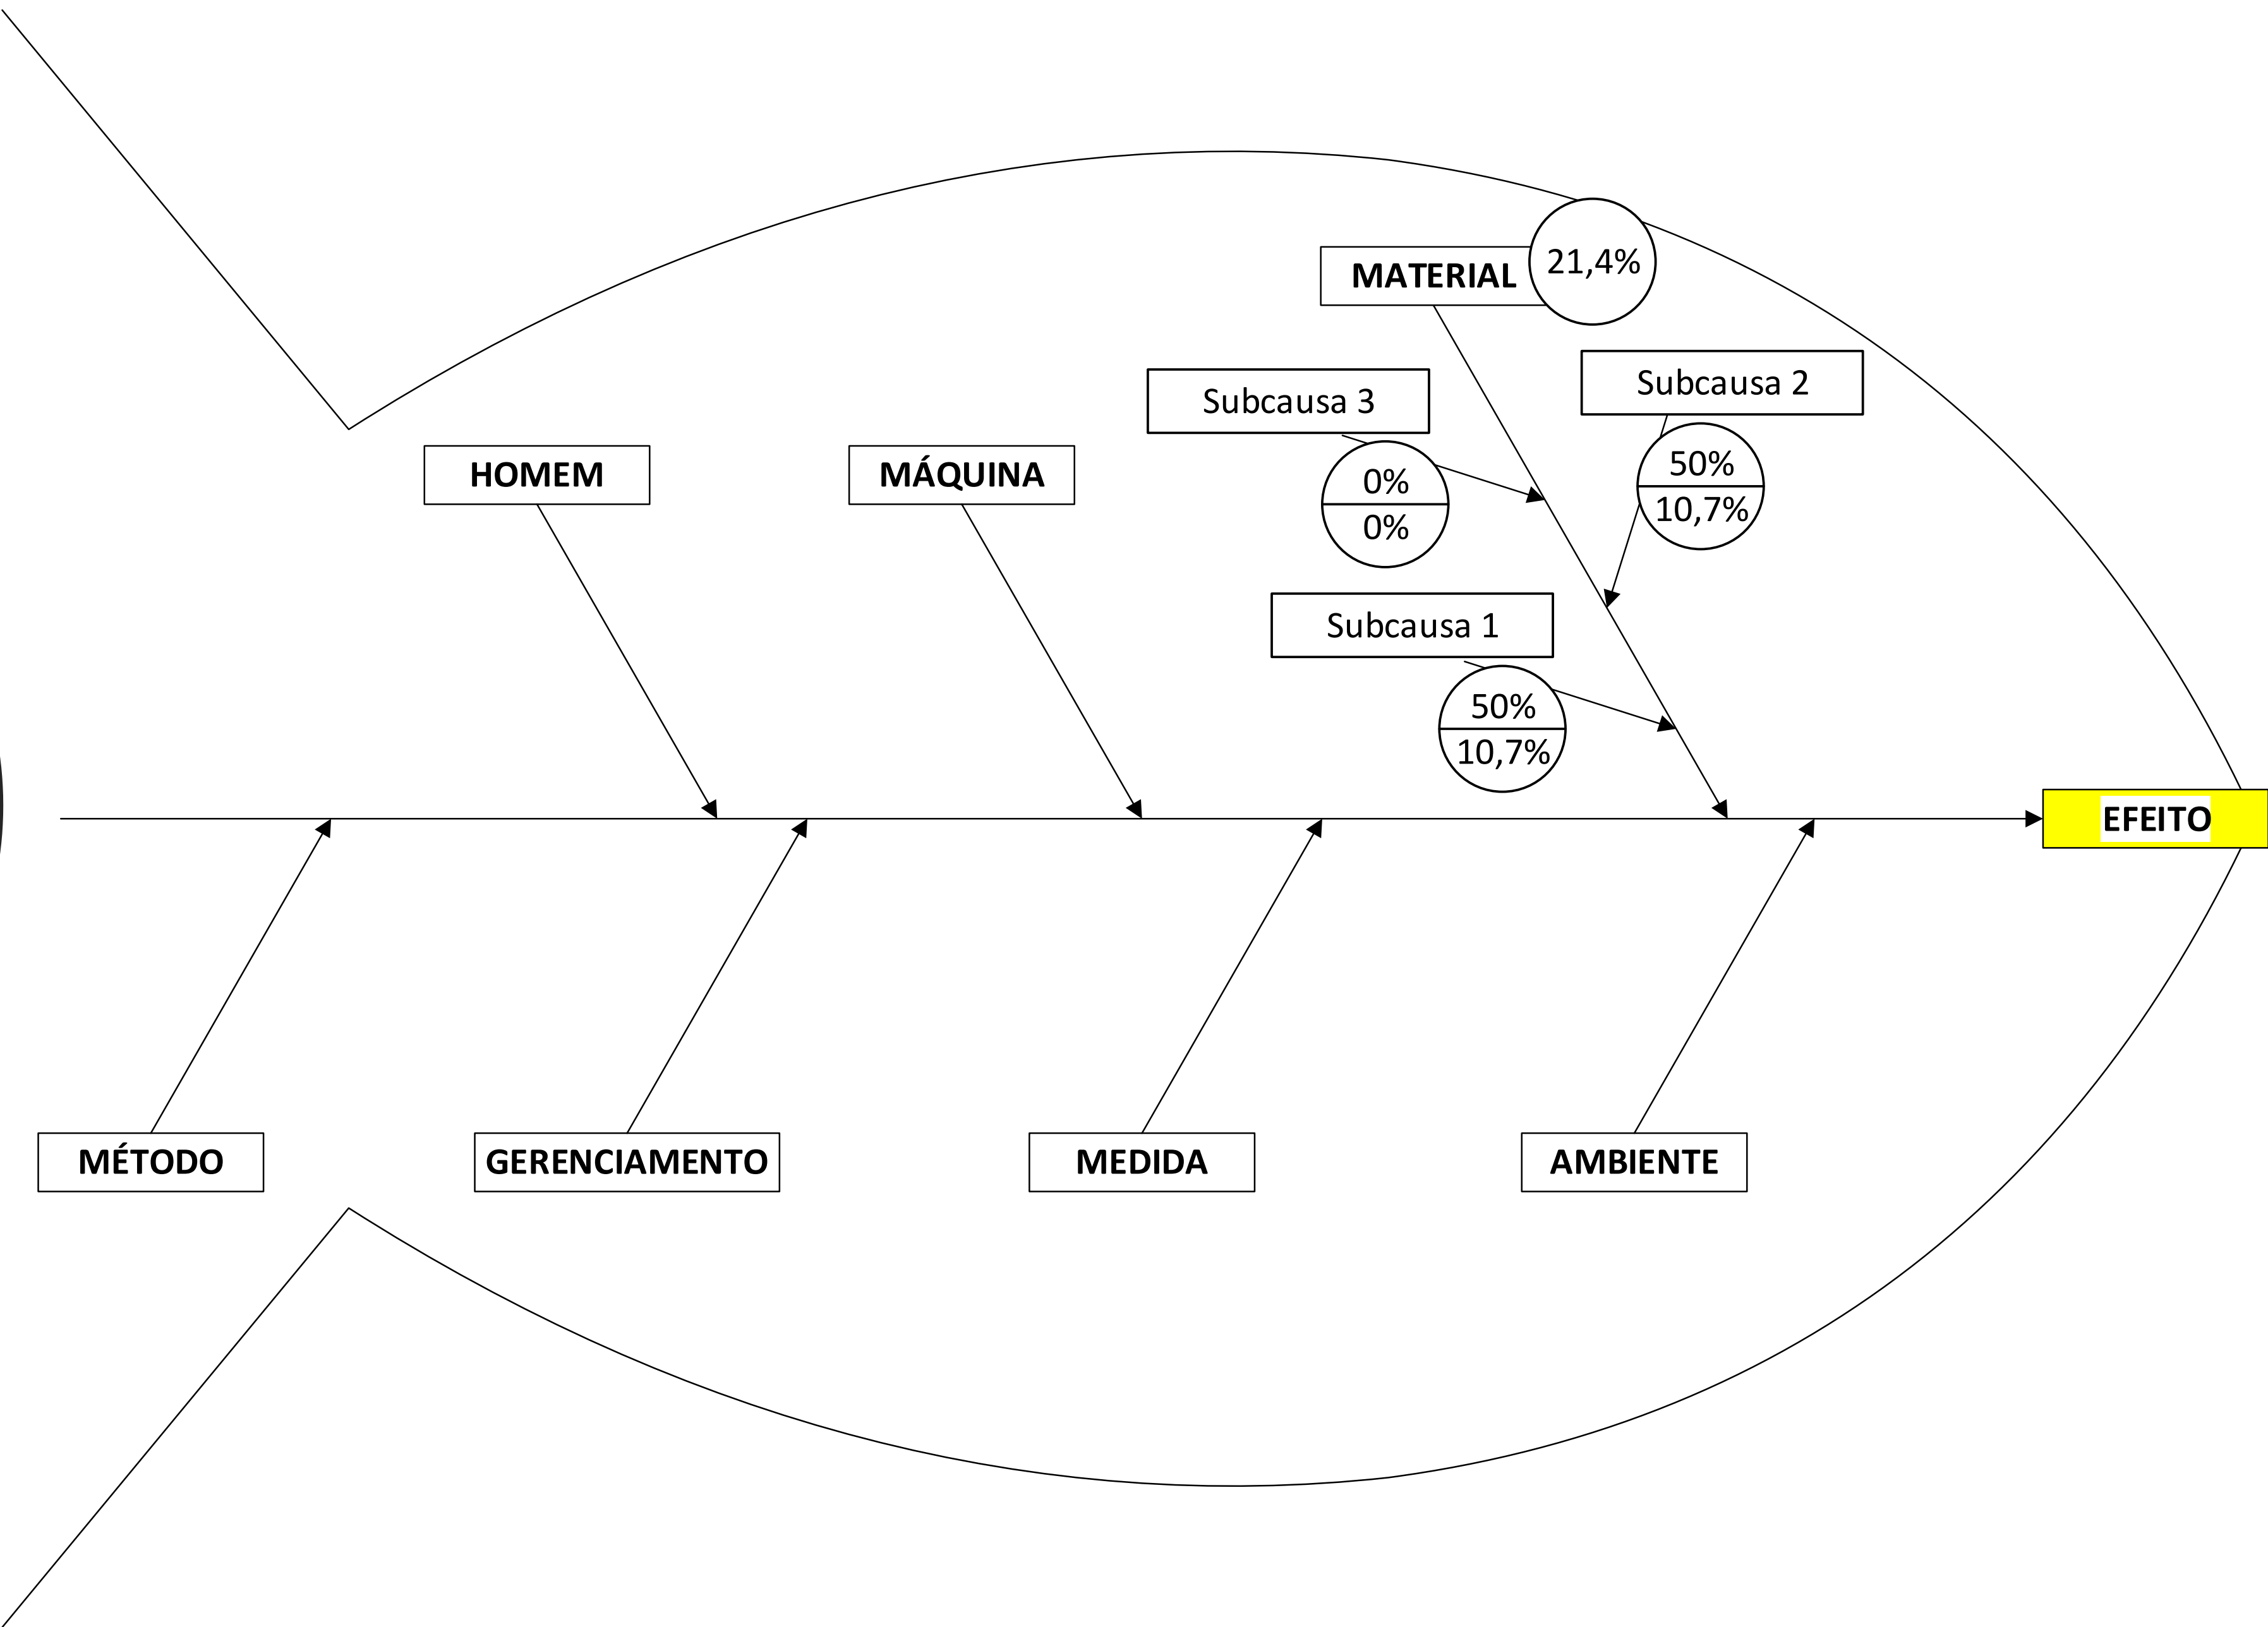 21,4%
MATERIAL
Subcausa 2
Subcausa 3
50%
10,7%
HOMEM
MÁQUINA
0%
0%
Subcausa 1
50%
10,7%
EFEITO
MÉTODO
GERENCIAMENTO
MEDIDA
AMBIENTE